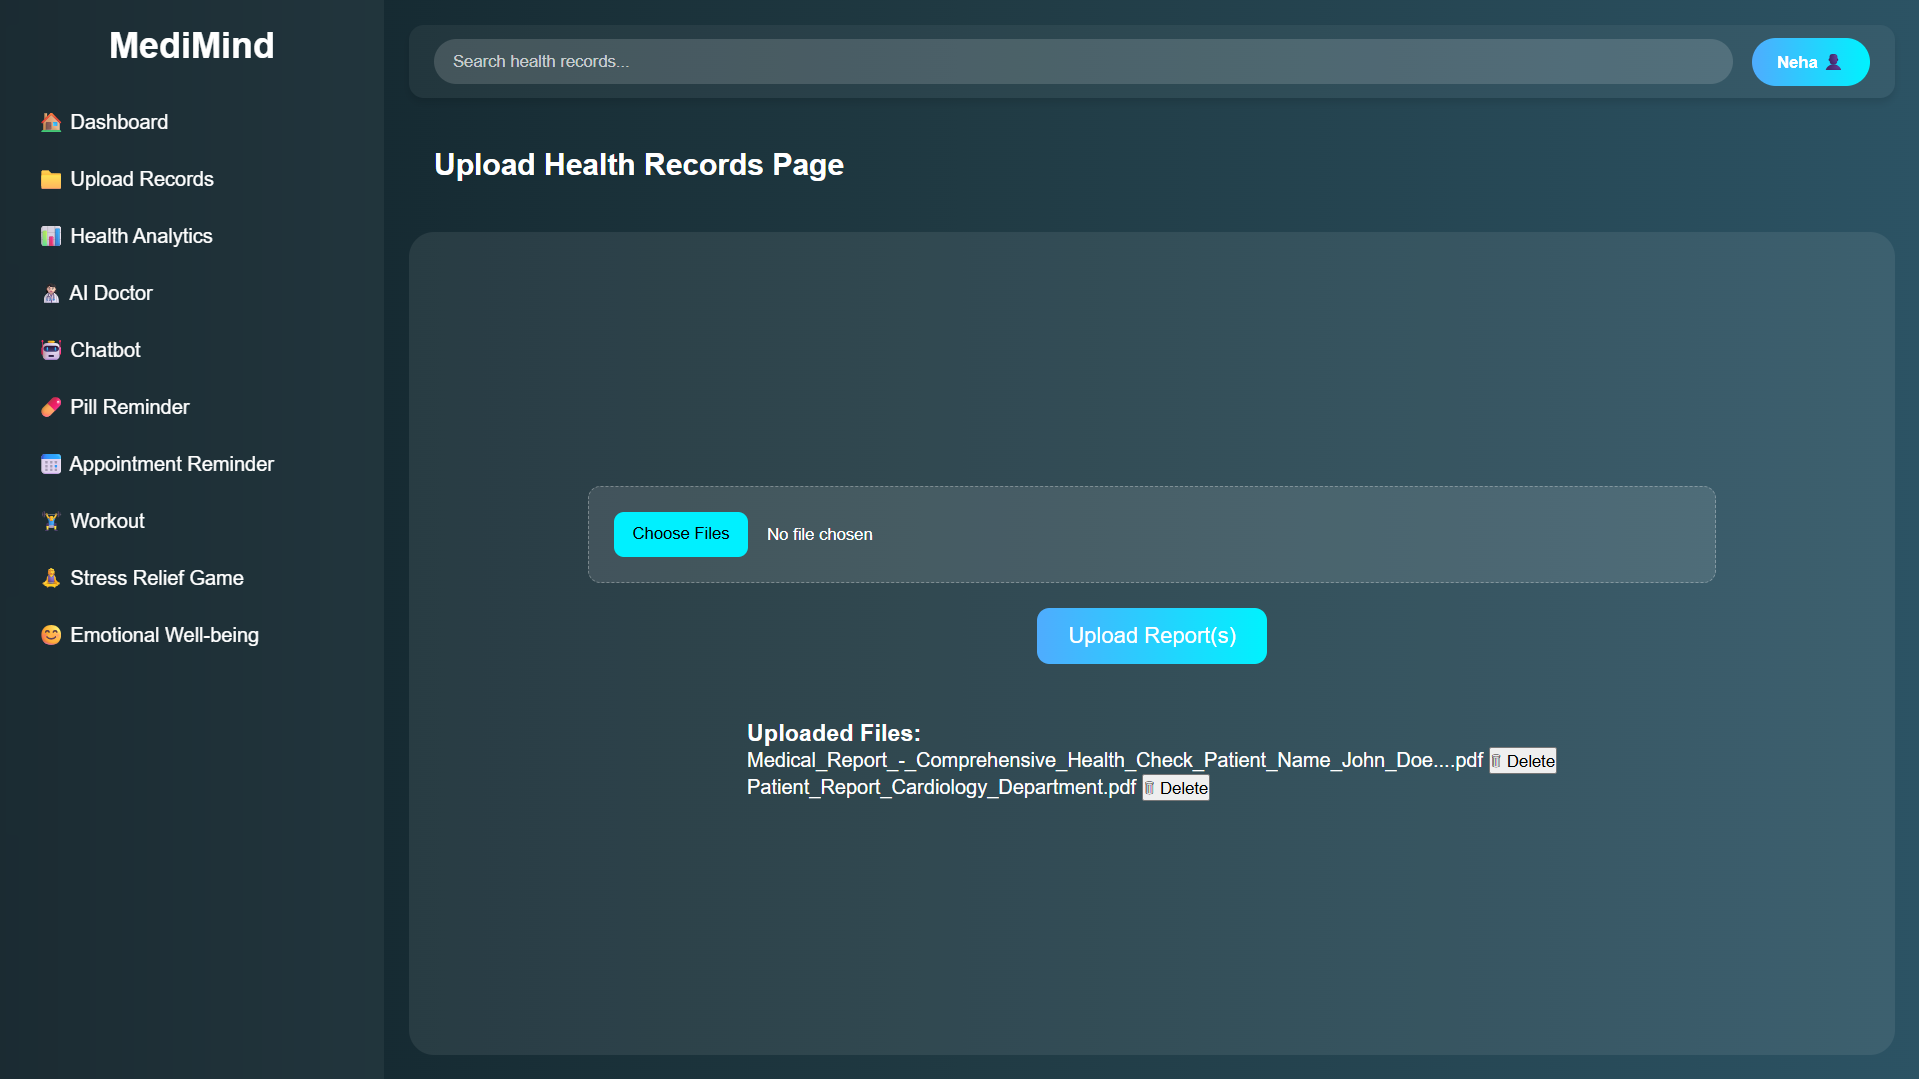 MediMind
Dashboard
Upload Records
Health Analytics
AI Doctor
Chatbot
Pill Reminder
Appointment Reminder
Workout
Stress Relief Game
Emotional Well-being
Search health records...
Neha
Upload Health Records Page
Choose Files No file chosen
Upload Report(s)
Uploaded Files:
Medical_Report_-_Comprehensive_Health_Check_Patient_Name_John_Doe....pdf Delete
Patient_Report_Cardiology_Department.pdf Delete